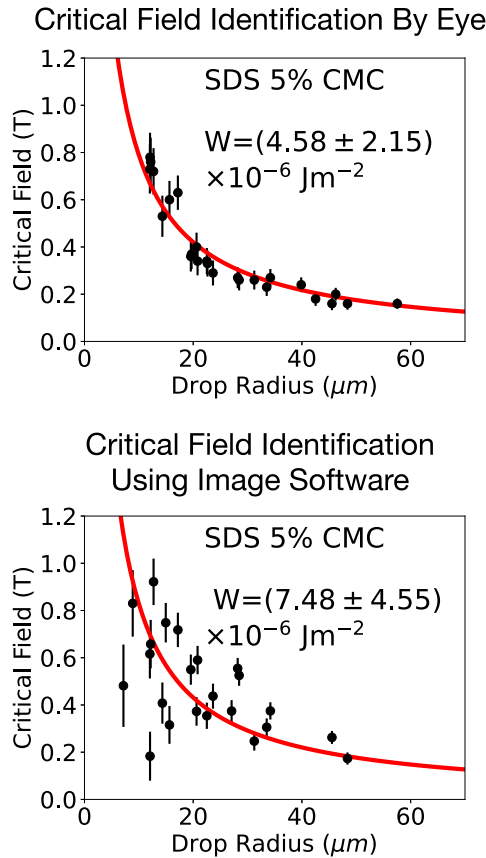 Critical Field Identification By Eye
1.2
1.0
0.8
0.6
0.4
0.2
0.0
Critical Field (T)
SDS 5% CMC
W=(4.58 ± 2.15)
×10⁻⁶ Jm⁻²
0 20 40 60
Drop Radius (μm)
Critical Field Identification
Using Image Software
1.2
1.0
0.8
0.6
0.4
0.2
0.0
Critical Field (T)
SDS 5% CMC
W=(7.48 ± 4.55)
×10⁻⁶ Jm⁻²
0 20 40 60
Drop Radius (μm)